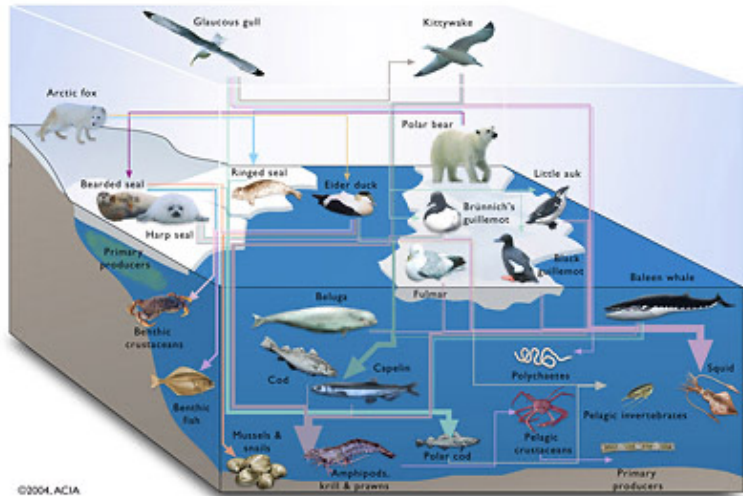 Glaucous gull
Kittywake
Arctic fox
Polar bear
Bearded seal
Ringed seal
Eider duck
Little auk
Brünnich's
guillemot
Harp seal
Primary
producers
Black
guillemot
Fulmar
Beluga
Baleen whale
Benthic
crustaceans
Cod
Capelin
Polychaetes
Squid
Benthic
fish
Pelagic invertebrates
Mussels &
snails
Amphipods,
krill & prawns
Polar cod
Pelagic
crustaceans
Primary
producers
©2004, ACIA